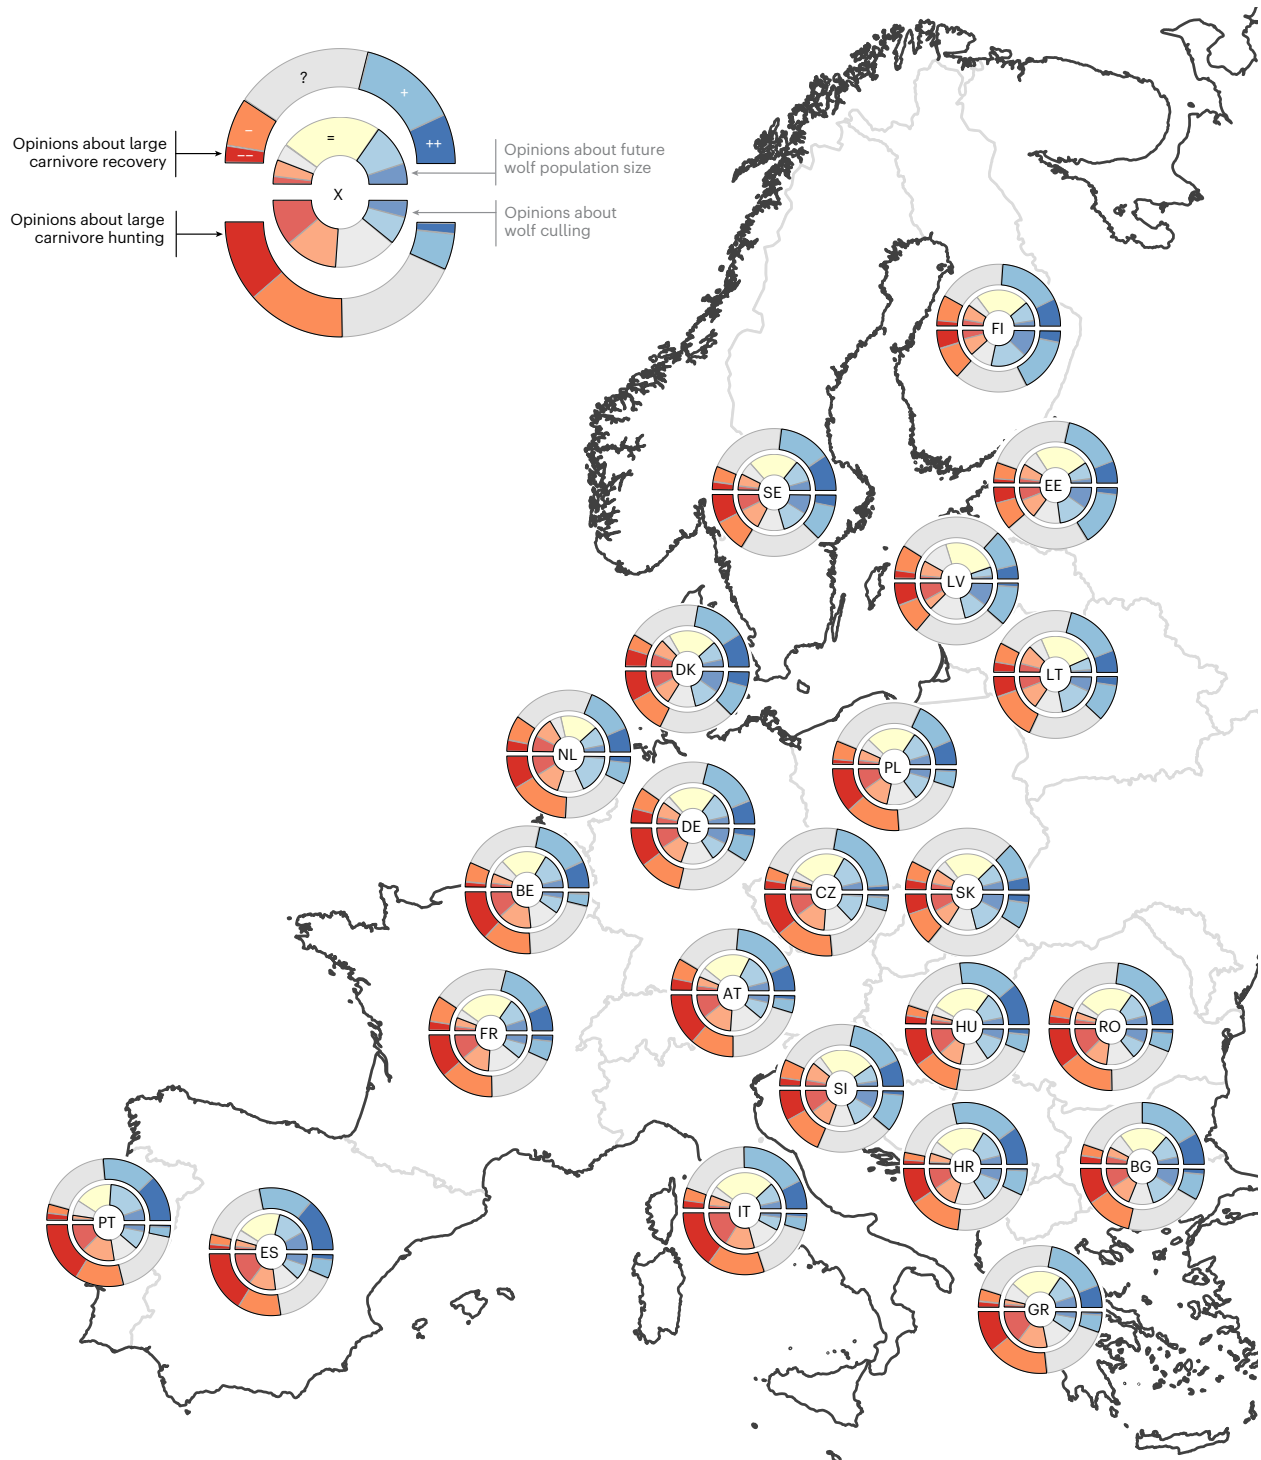 ?
+
−
++
−−
=
X
Opinions about large
carnivore recovery
Opinions about future
wolf population size
Opinions about large
carnivore hunting
Opinions about
wolf culling
FI
SE
EE
LV
DK
LT
NL
PL
DE
BE
CZ
SK
AT
FR
HU
RO
SI
HR
BG
PT
IT
ES
GR